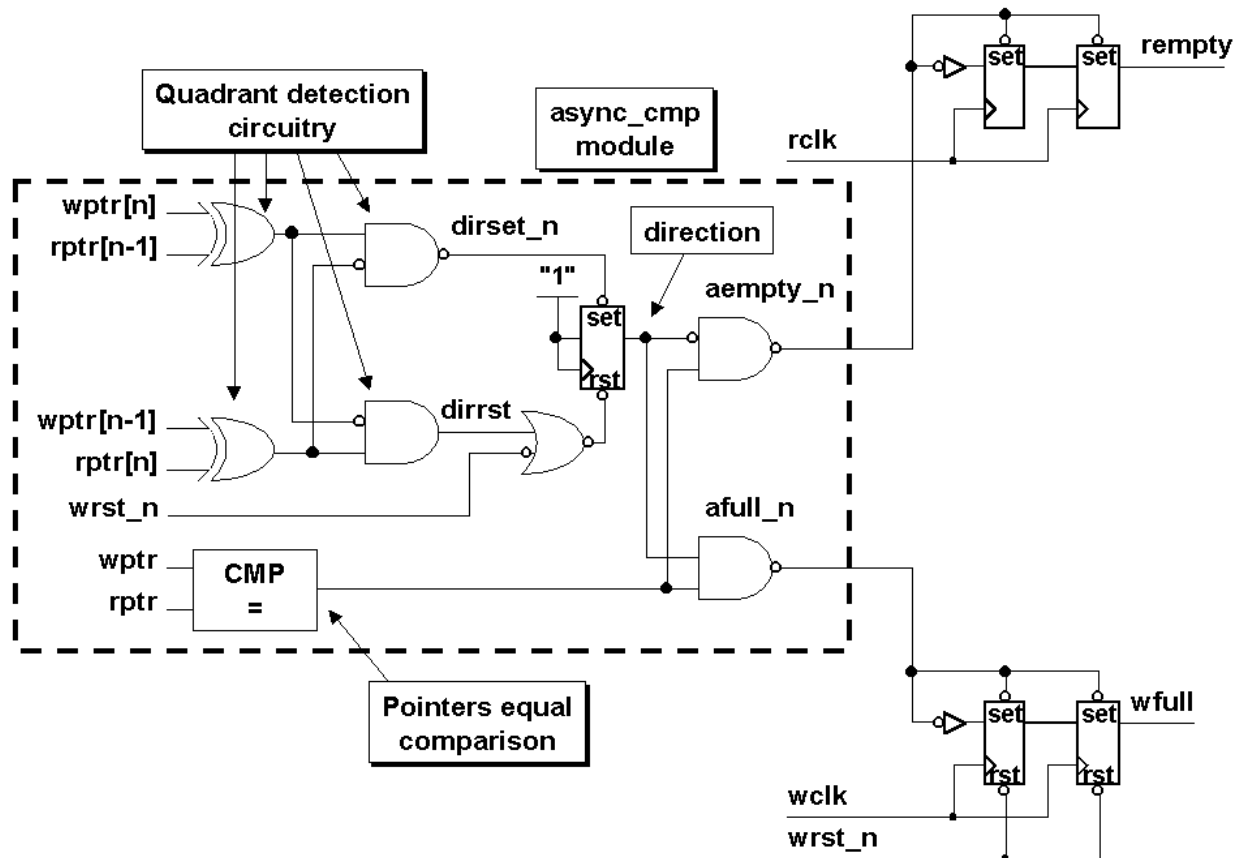 rempty
set
set
Quadrant detection
circuitry
async_cmp
module
rclk
wptr[n]
rptr[n-1]
dirset_n
direction
"1"
aempty_n
set
rst
wptr[n-1]
rptr[n]
dirrst
wrst_n
afull_n
wptr
rptr
CMP
=
Pointers equal
comparison
set
set
wfull
rst
rst
wclk
wrst_n